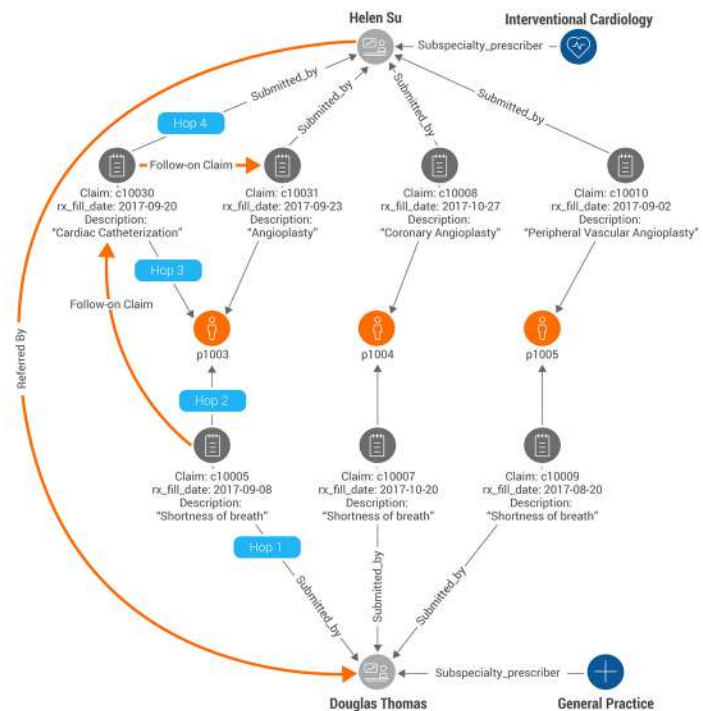 Helen Su
Interventional Cardiology
Subspecialty_prescriber
Submitted_by
Submitted_by
Submitted_by
Submitted_by
Hop 4
Follow-on Claim
Claim: c10030
rx_fill_date: 2017-09-20
Description:
“Cardiac Catheterization”
Claim: c10031
rx_fill_date: 2017-09-23
Description:
“Angioplasty”
Claim: c10008
rx_fill_date: 2017-10-27
Description:
“Coronary Angioplasty”
Claim: c10010
rx_fill_date: 2017-09-02
Description:
“Peripheral Vascular Angioplasty”
Hop 3
Follow-on Claim
Referred By
p1003
p1004
p1005
Hop 2
Claim: c10005
rx_fill_date: 2017-09-08
Description:
“Shortness of breath”
Claim: c10007
rx_fill_date: 2017-10-20
Description:
“Shortness of breath”
Claim: c10009
rx_fill_date: 2017-08-20
Description:
“Shortness of breath”
Hop 1
Submitted_by
Submitted_by
Submitted_by
Subspecialty_prescriber
Douglas Thomas
General Practice